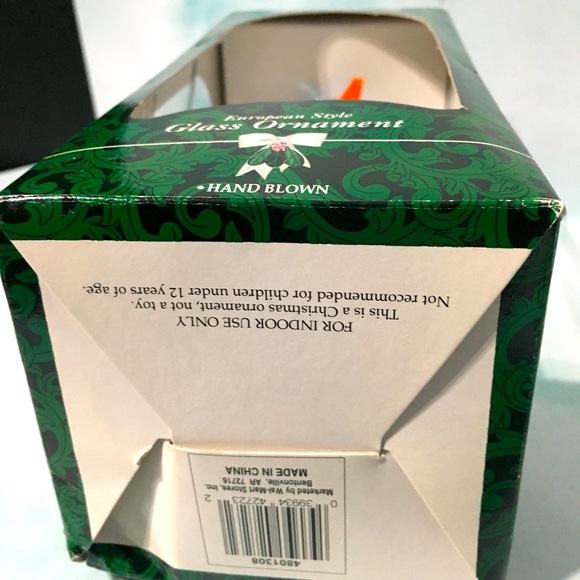 European Style
Glass Ornament
• HAND BLOWN
FOR INDOOR USE ONLY
This is a Christmas ornament, not a toy.
Not recommended for children under 12 years of age.
4801308
0 39934 42723 2
Marketed by Wal-Mart Stores, Inc.
Bentonville, AR 72716
MADE IN CHINA